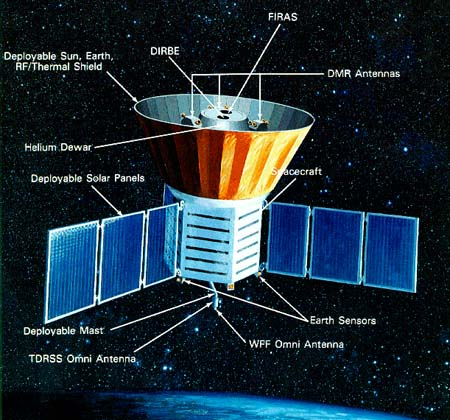 FIRAS
DIRBE
Deployable Sun, Earth,
RF/Thermal Shield
DMR Antennas
Helium Dewar
Spacecraft
Deployable Solar Panels
Deployable Mast
Earth Sensors
TDRSS Omni Antenna
WFF Omni Antenna